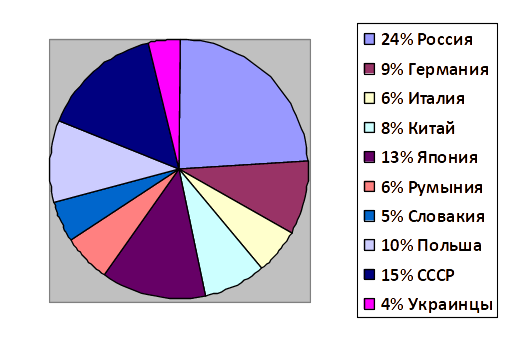 24% Россия
9% Германия
6% Италия
8% Китай
13% Япония
6% Румыния
5% Словакия
10% Польша
15% СССР
4% Украинцы